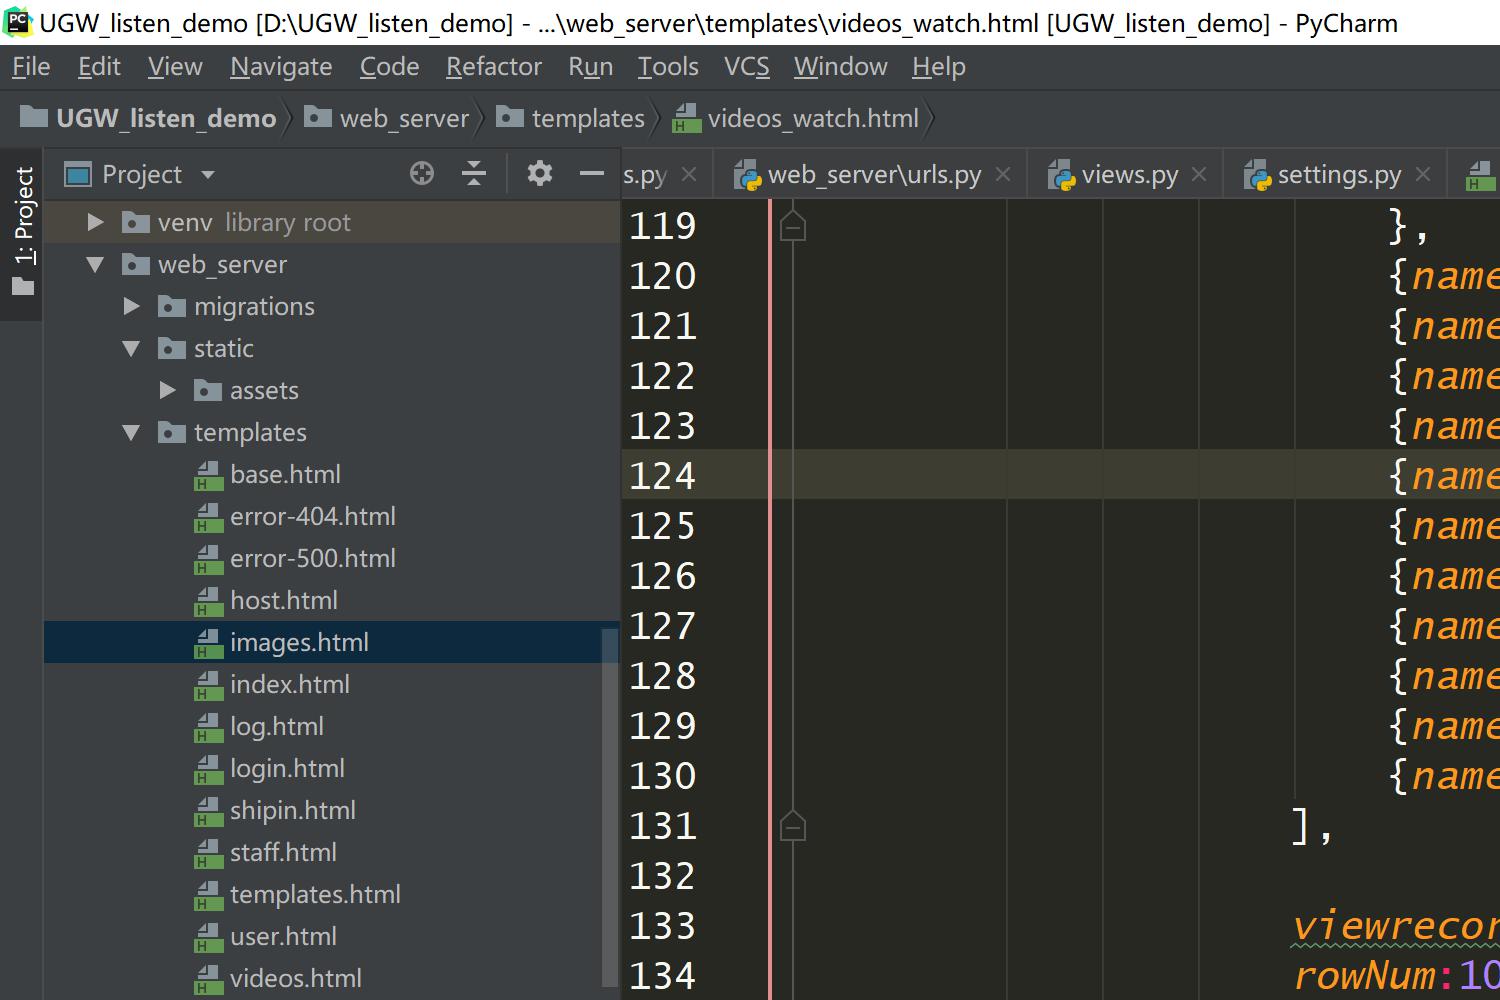 UGW_listen_demo [D:\UGW_listen_demo] - ...\web_server\templates\videos_watch.html [UGW_listen_demo] - PyCharm
File Edit View Navigate Code Refactor Run Tools VCS Window Help
UGW_listen_demo web_server templates videos_watch.html
1: Project
Project
s.py web_server\urls.py views.py settings.py
venv library root
web_server
migrations
static
assets
templates
base.html
error-404.html
error-500.html
host.html
images.html
index.html
log.html
login.html
shipin.html
staff.html
templates.html
user.html
videos.html
119 },
120 {name
121 {name
122 {name
123 {name
124 {name
125 {name
126 {name
127 {name
128 {name
129 {name
130 {name
131 ],
132
133 viewrecor
134 rowNum:10